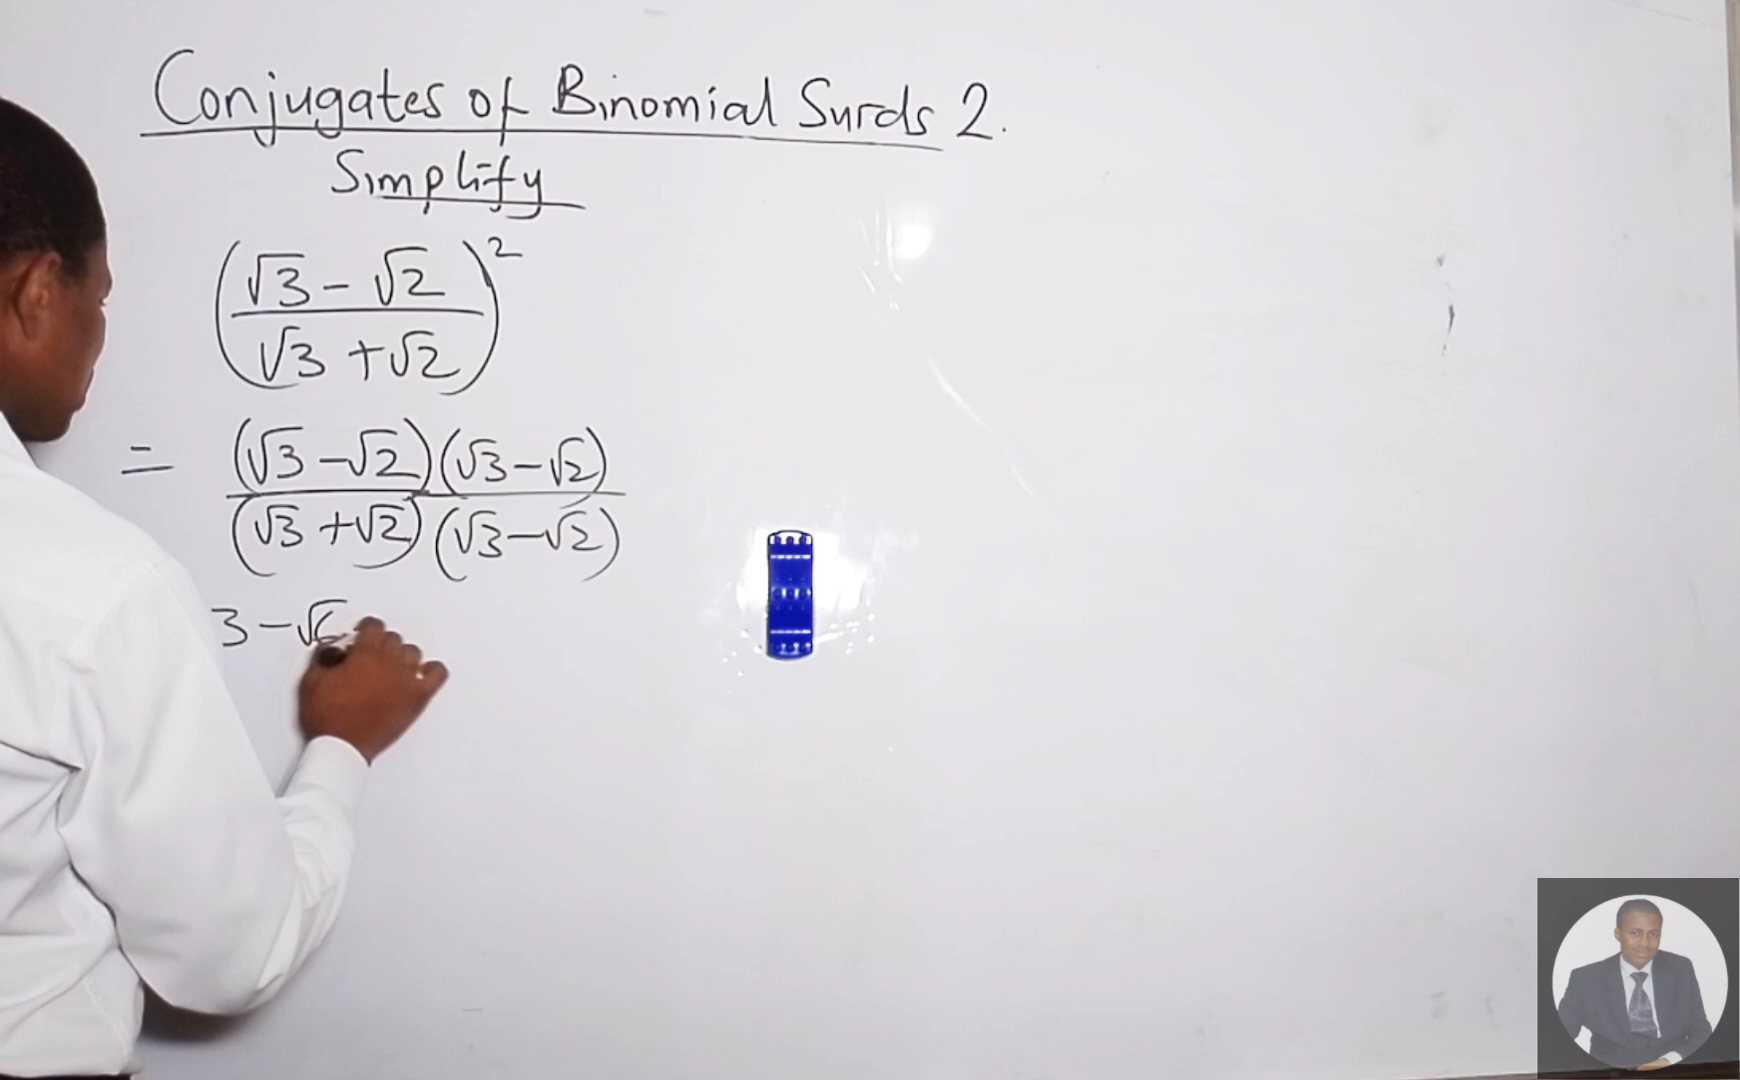 Conjugates of Binomial Surds 2.
Simplify
(√3 - √2 / √3 + √2)²
= (√3 - √2)(√3 - √2) / (√3 + √2)(√3 - √2)
3 - √6